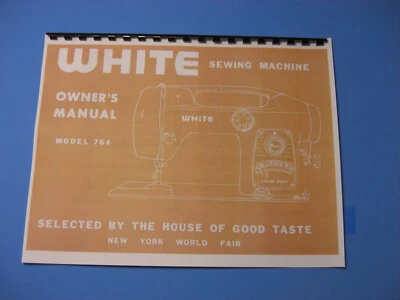 WHITE SEWING MACHINE
OWNER'S
MANUAL
MODEL 764
WHITE
SELECTED BY THE HOUSE OF GOOD TASTE
NEW YORK WORLD FAIR